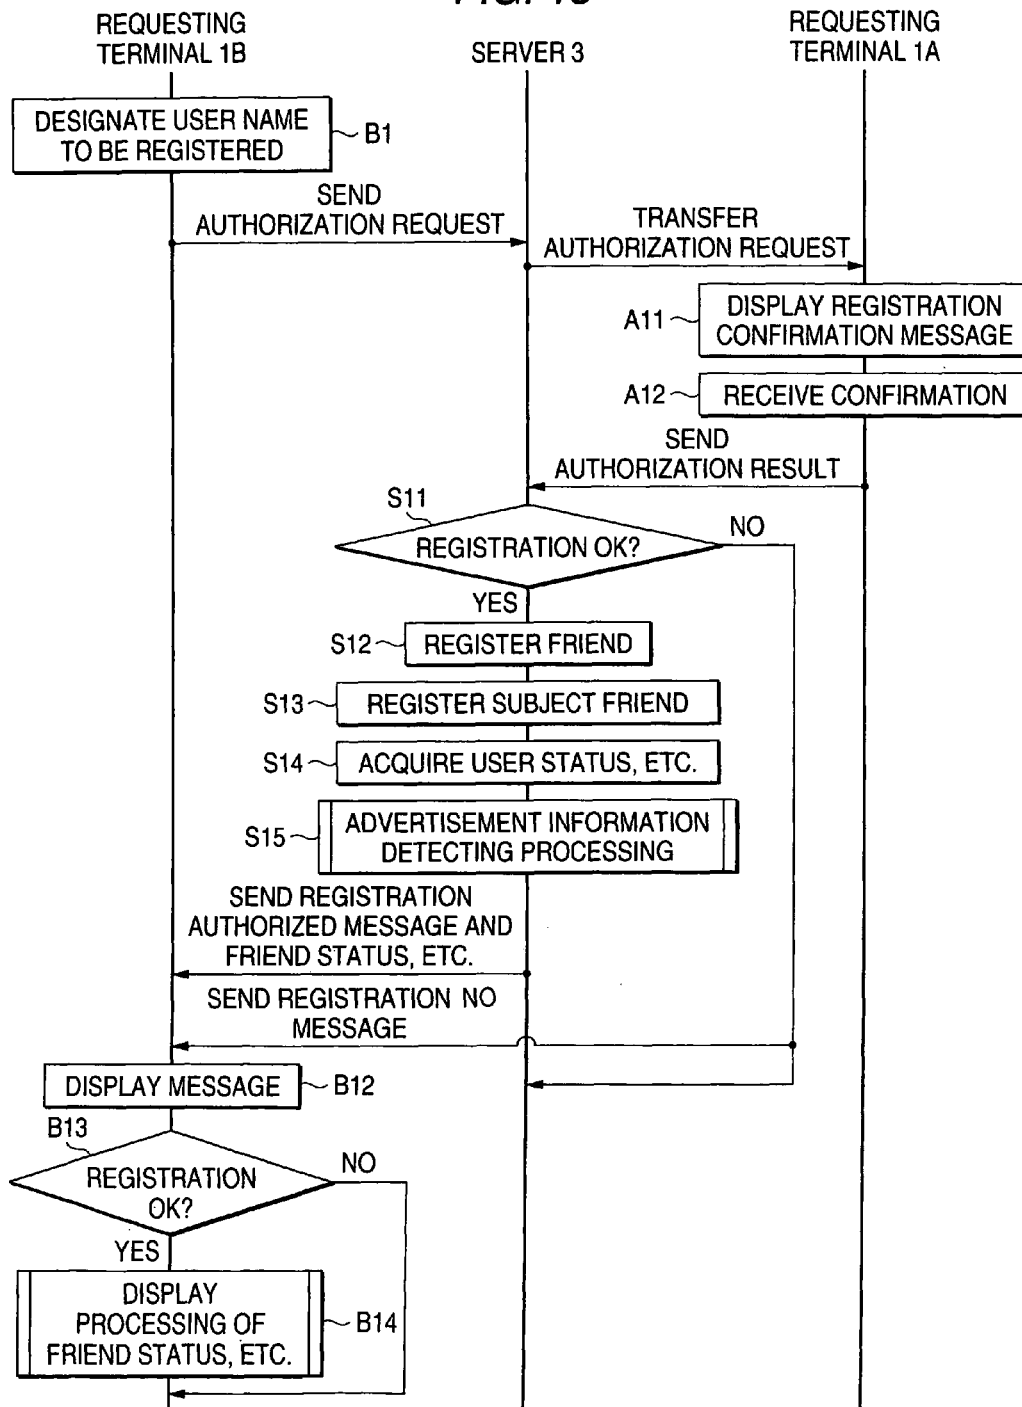 REQUESTING
TERMINAL 1B
SERVER 3
REQUESTING
TERMINAL 1A
DESIGNATE USER NAME
TO BE REGISTERED
B1
SEND
AUTHORIZATION REQUEST
TRANSFER
AUTHORIZATION REQUEST
A11
DISPLAY REGISTRATION
CONFIRMATION MESSAGE
A12
RECEIVE CONFIRMATION
SEND
AUTHORIZATION RESULT
S11
REGISTRATION OK?
NO
YES
S12
REGISTER FRIEND
S13
REGISTER SUBJECT FRIEND
S14
ACQUIRE USER STATUS, ETC.
S15
ADVERTISEMENT INFORMATION
DETECTING PROCESSING
SEND REGISTRATION
AUTHORIZED MESSAGE AND
FRIEND STATUS, ETC.
SEND REGISTRATION NO
MESSAGE
DISPLAY MESSAGE
B12
B13
REGISTRATION
OK?
NO
YES
DISPLAY
PROCESSING OF
FRIEND STATUS, ETC.
B14